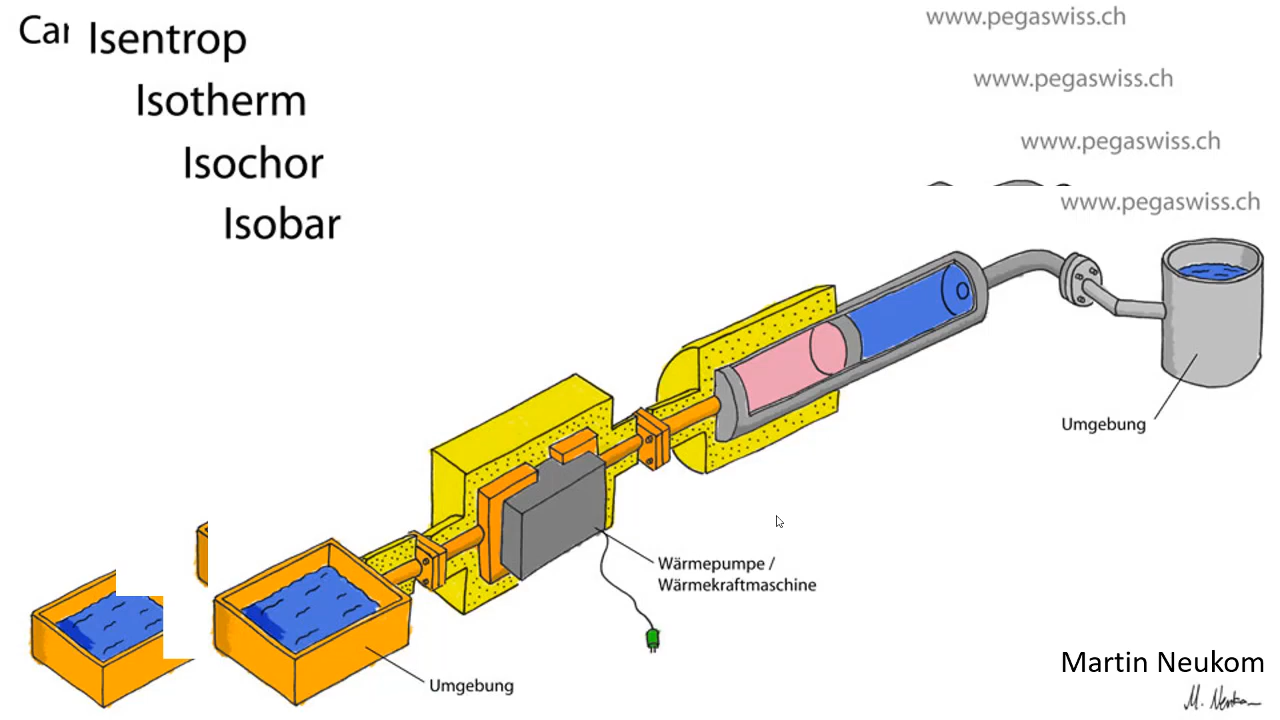 Car
Isentrop
Isotherm
Isochor
Isobar
www.pegaswiss.ch
www.pegaswiss.ch
www.pegaswiss.ch
www.pegaswiss.ch
Umgebung
Wärmepumpe /
Wärmekraftmaschine
Umgebung
Martin Neukom